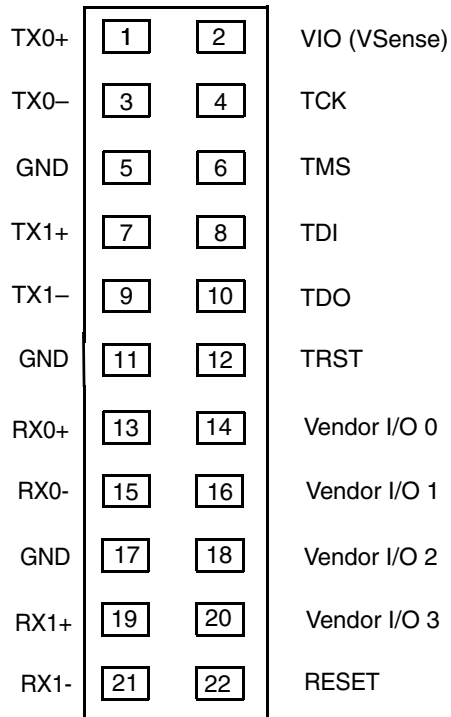 TX0+ 1 2 VIO (VSense)
TX0– 3 4 TCK
GND 5 6 TMS
TX1+ 7 8 TDI
TX1– 9 10 TDO
GND 11 12 TRST
RX0+ 13 14 Vendor I/O 0
RX0- 15 16 Vendor I/O 1
GND 17 18 Vendor I/O 2
RX1+ 19 20 Vendor I/O 3
RX1- 21 22 RESET